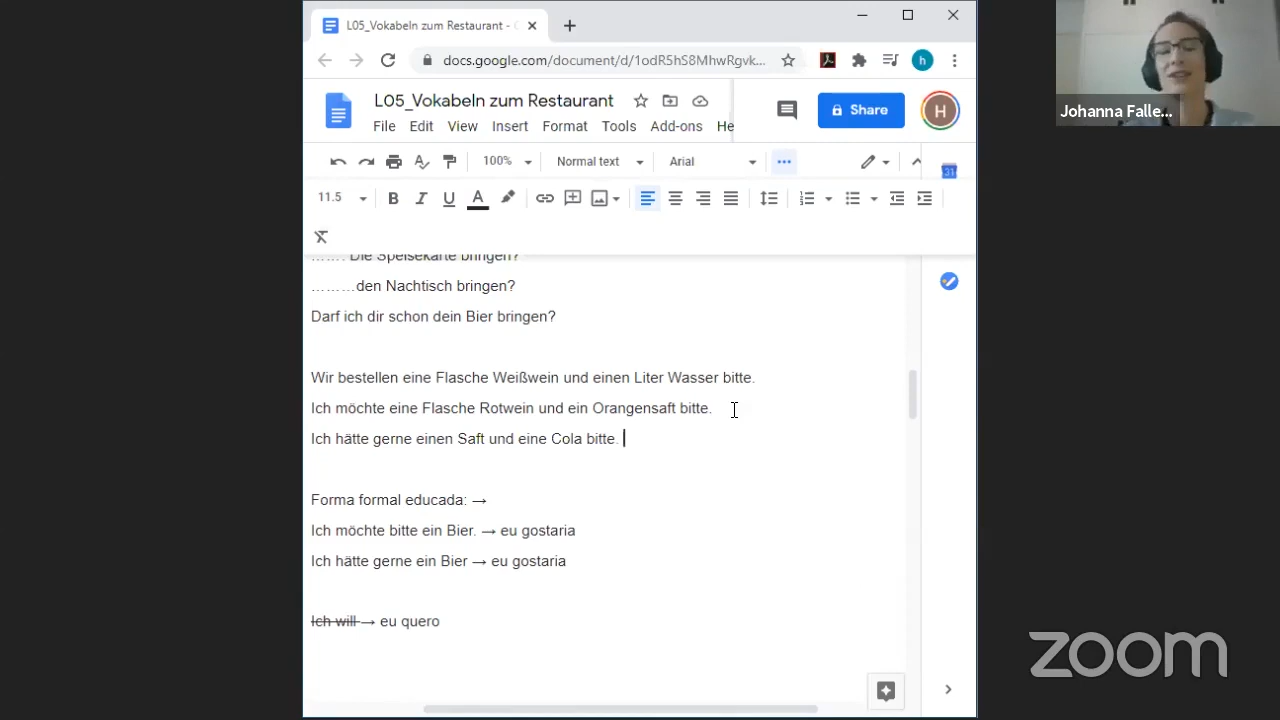 L05_Vokabeln zum Restaurant -
docs.google.com/document/d/1odR5hS8MhwRgvk...
h
L05_Vokabeln zum Restaurant
Share
H
File Edit View Insert Format Tools Add-ons He
100% Normal text Arial
31
11.5 B I U A
....... Die Speisekarte bringen?
………den Nachtisch bringen?
Darf ich dir schon dein Bier bringen?
Wir bestellen eine Flasche Weißwein und einen Liter Wasser bitte.
Ich möchte eine Flasche Rotwein und ein Orangensaft bitte.
Ich hätte gerne einen Saft und eine Cola bitte.
Forma formal educada: →
Ich möchte bitte ein Bier. → eu gostaria
Ich hätte gerne ein Bier → eu gostaria
Ich will → eu quero
Johanna Falle...
zoom